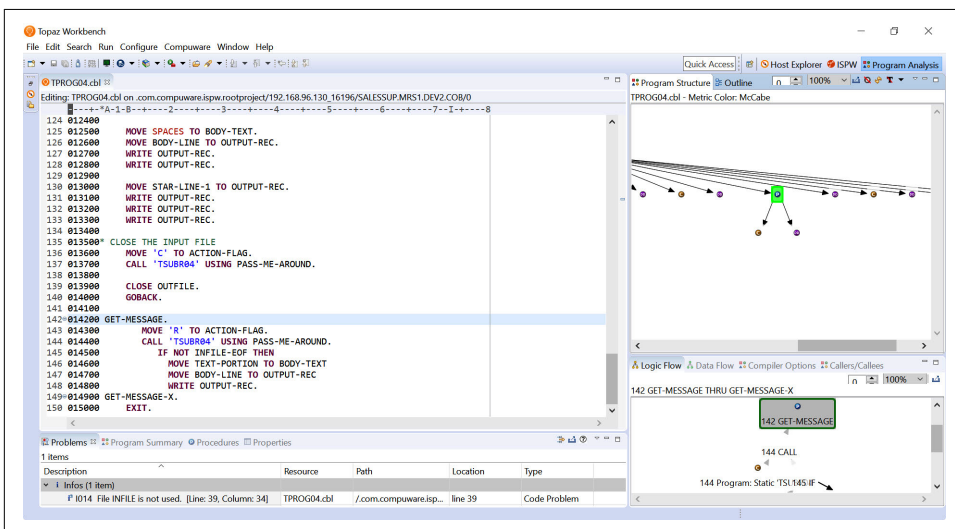 Topaz Workbench
File Edit Search Run Configure Compuware Window Help
Quick Access Host Explorer ISPW Program Analysis
TPROG04.cbl
Editing: TPROG04.cbl on .com.compuware.ispw.rootproject/192.168.96.130_16196/SALESSUP.MRS1.DEV2.COB/0
----+-*A-1-B--+----2----+----3----+----4----+----5----+----6----+----7--I-+----8
124 012400
125 012500 MOVE SPACES TO BODY-TEXT.
126 012600 MOVE BODY-LINE TO OUTPUT-REC.
127 012700 WRITE OUTPUT-REC.
128 012800 WRITE OUTPUT-REC.
129 012900
130 013000 MOVE STAR-LINE-1 TO OUTPUT-REC.
131 013100 WRITE OUTPUT-REC.
132 013200 WRITE OUTPUT-REC.
133 013300 WRITE OUTPUT-REC.
134 013400
135 013500* CLOSE THE INPUT FILE
136 013600 MOVE 'C' TO ACTION-FLAG.
137 013700 CALL 'TSUBR04' USING PASS-ME-AROUND.
138 013800
139 013900 CLOSE OUTFILE.
140 014000 GOBACK.
141 014100
142 014200 GET-MESSAGE.
143 014300 MOVE 'R' TO ACTION-FLAG.
144 014400 CALL 'TSUBR04' USING PASS-ME-AROUND.
145 014500 IF NOT INFILE-EOF THEN
146 014600 MOVE TEXT-PORTION TO BODY-TEXT
147 014700 MOVE BODY-LINE TO OUTPUT-REC
148 014800 WRITE OUTPUT-REC.
149 014900 GET-MESSAGE-X.
150 015000 EXIT.
Problems Program Summary Procedures Properties
1 items
Description Resource Path Location Type
Infos (1 item)
I014 File INFILE is not used. [Line: 39, Column: 34] TPROG04.cbl /.com.compuware.isp... line 39 Code Problem
Program Structure Outline 0 100%
TPROG04.cbl - Metric Color: McCabe
Logic Flow Data Flow Compiler Options Callers/Callees
0 100%
142 GET-MESSAGE THRU GET-MESSAGE-X
142 GET-MESSAGE
144 CALL
144 Program: Static 'TSU 145 IF